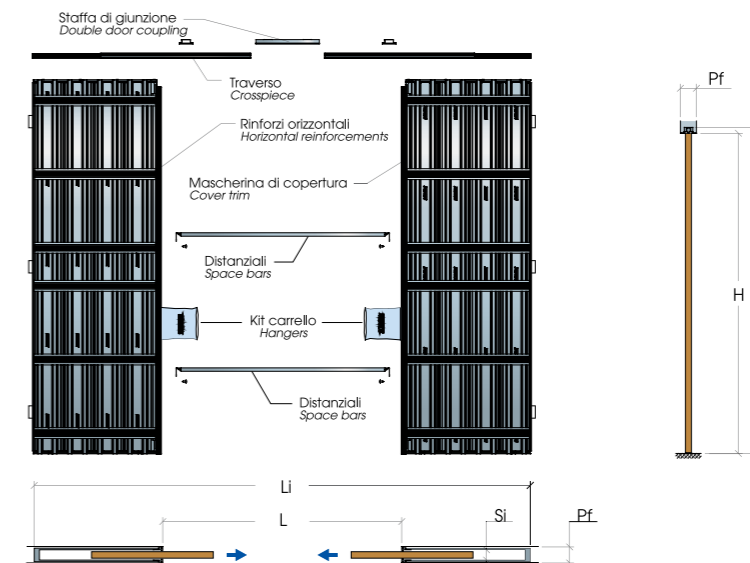 Staffa di giunzione
Double door coupling
Traverso
Crosspiece
Pf
Rinforzi orizzontali
Horizontal reinforcements
Mascherina di copertura
Cover trim
Distanziali
Space bars
H
Kit carrello
Hangers
Distanziali
Space bars
Li
L
Si
Pf